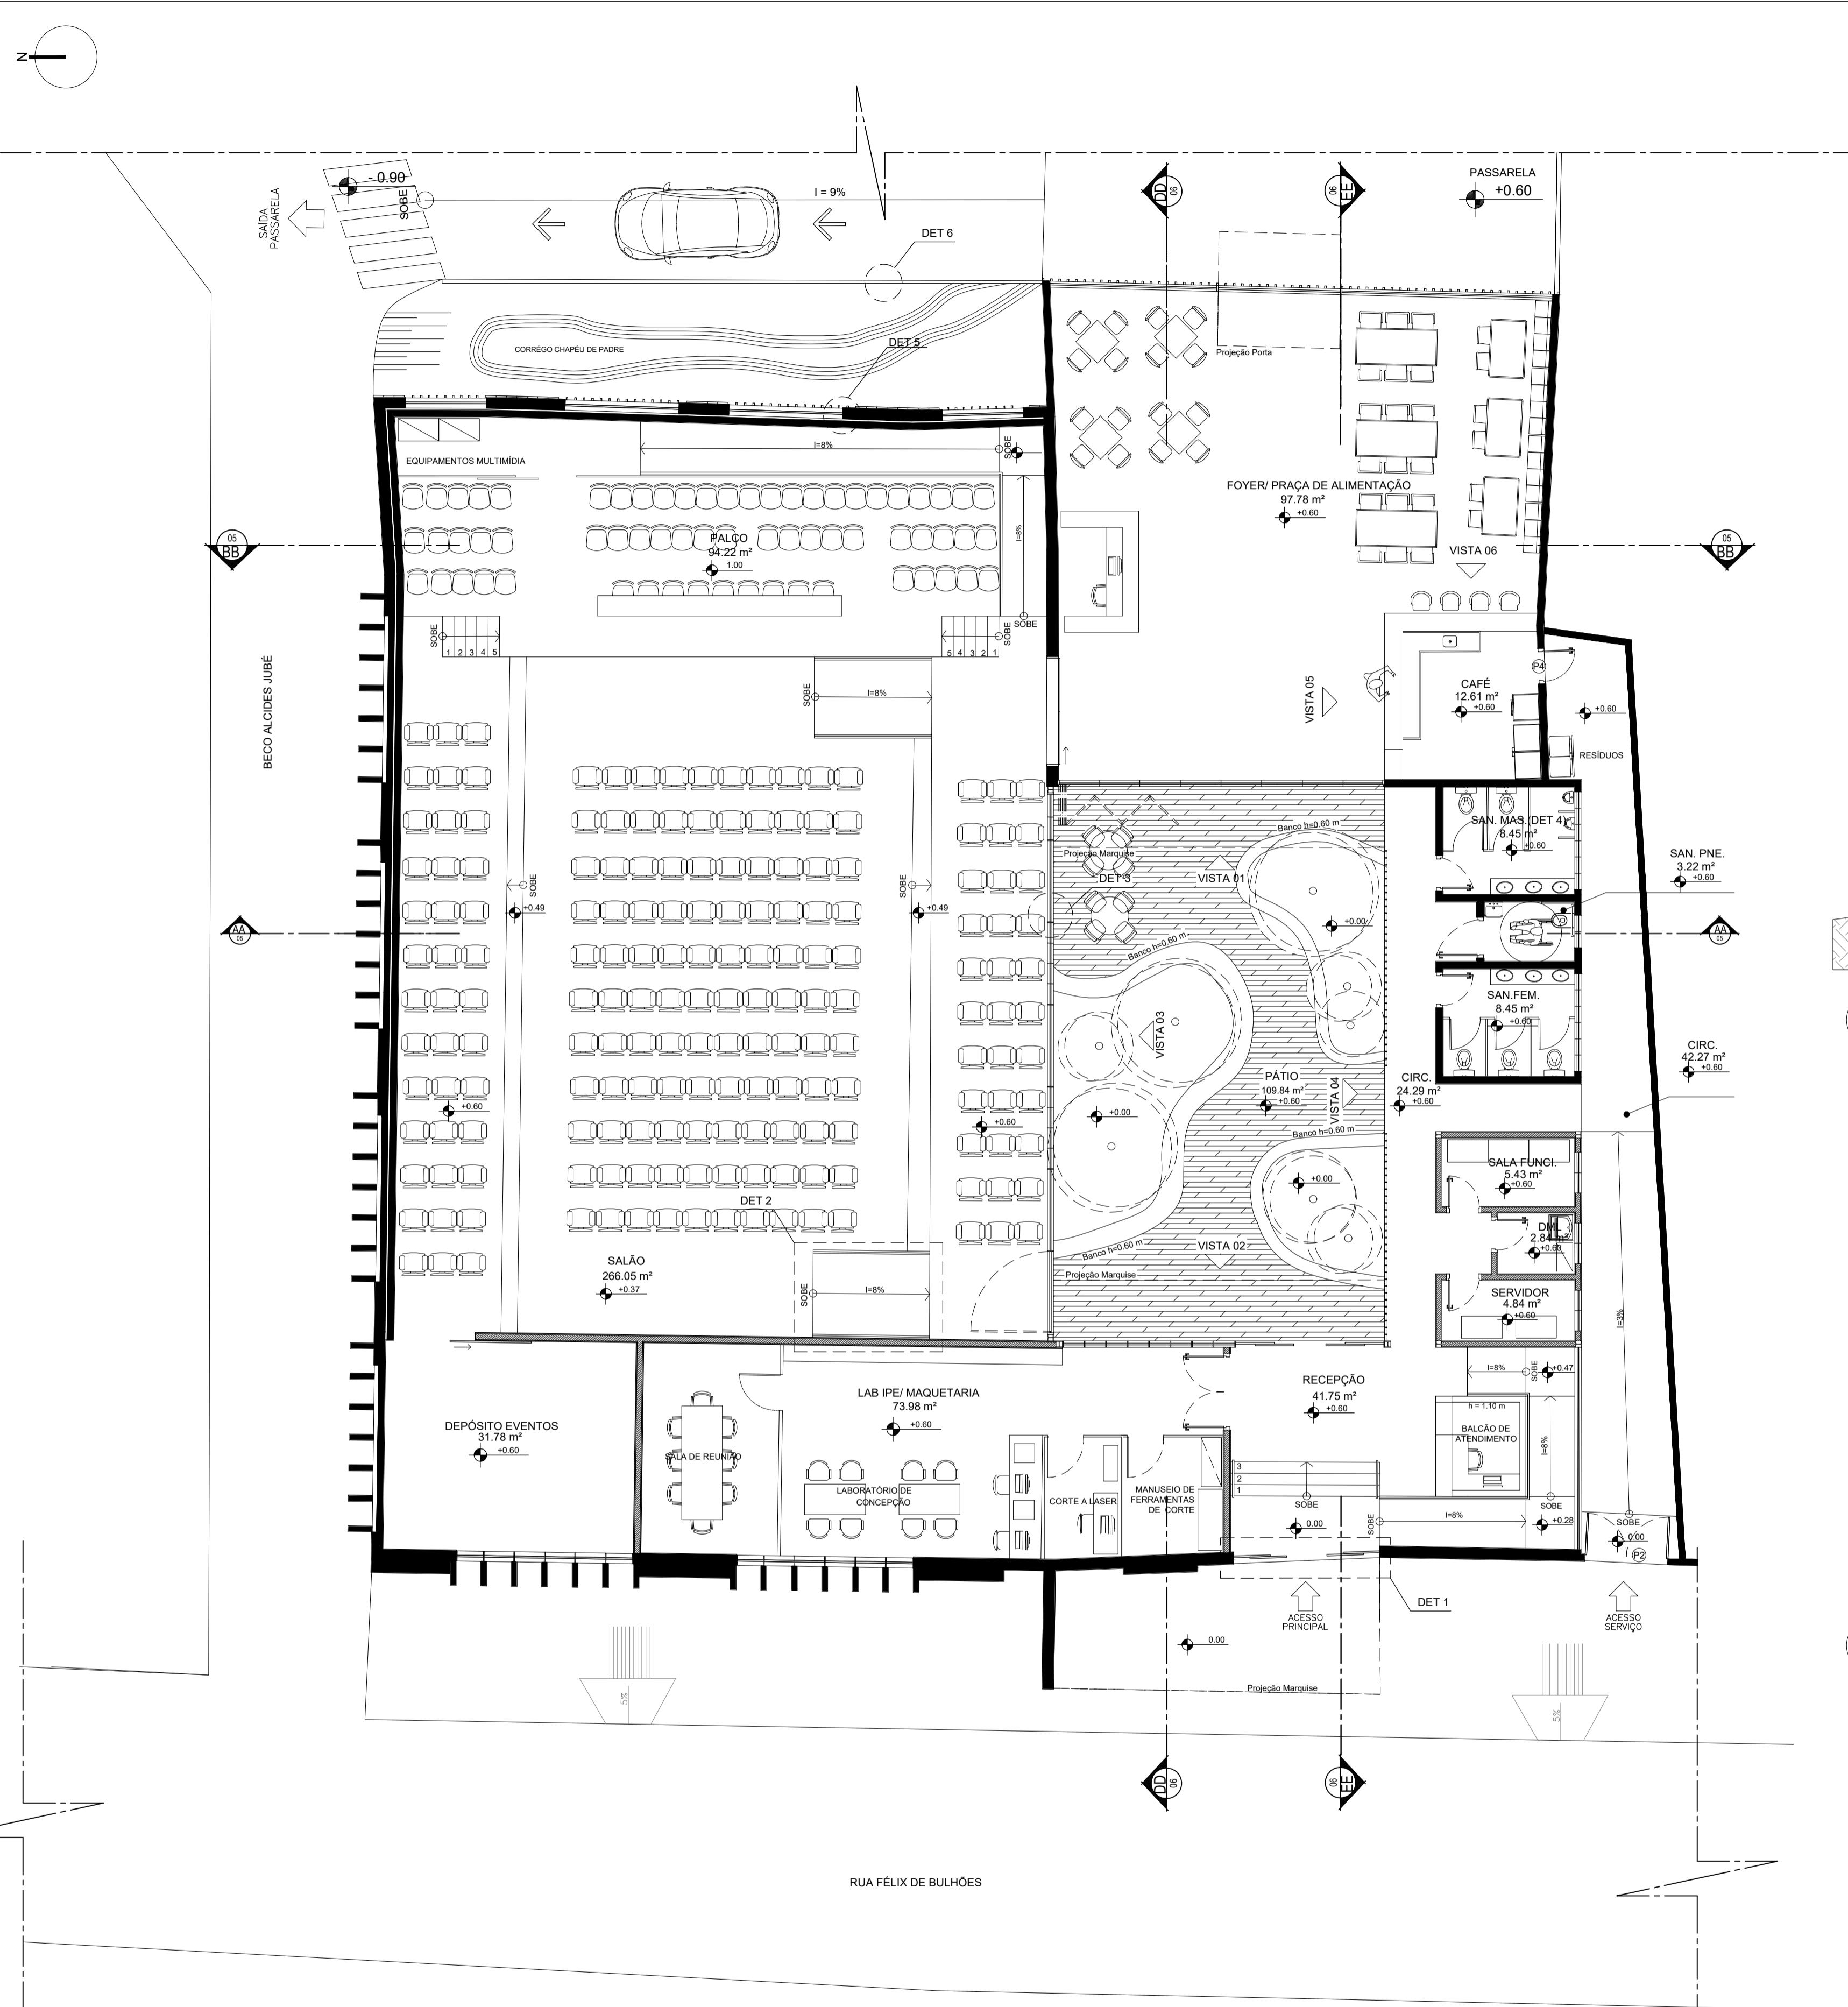 N
- 0.90
SOBE
SAÍDA
PASSARELA
I = 9%
DET 6
DD
06
06
EE
PASSARELA
+0.60
CORRÊGO CHAPÉU DE PADRE
DET 5
Projeção Porta
I=8%
SOBE
EQUIPAMENTOS MULTIMÍDIA
FOYER/ PRAÇA DE ALIMENTAÇÃO
97.78 m²
+0.60
I=8%
PALCO
94.22 m²
1.00
05
BB
05
BB
VISTA 06
SOBE
SOBE
1 2 3 4 5
5 4 3 2 1
SOBE
BECO ALCIDES JUBÉ
SOBE
I=8%
VISTA 05
P4
CAFÉ
12.61 m²
+0.60
+0.60
RESÍDUOS
Banco h=0.60 m
SAN. MAS.(DET 4)
8.45 m²
+0.60
Projeção Marquise
DET 3
VISTA 01
SAN. PNE.
3.22 m²
+0.60
SOBE
SOBE
+0.49
+0.49
+0.00
AA
05
AA
05
Banco h=0.60 m
SAN.FEM.
8.45 m²
+0.60
VISTA 03
CIRC.
42.27 m²
+0.60
PÁTIO
109.84 m²
+0.60
VISTA 04
CIRC.
24.29 m²
+0.60
+0.60
+0.60
+0.00
Banco h=0.60 m
SALA FUNCI.
5.43 m²
+0.60
+0.00
DET 2
DML
2.84 m²
+0.60
VISTA 02
Banco h=0.60 m
SALÃO
266.05 m²
+0.37
Projeção Marquise
SOBE
I=8%
SERVIDOR
4.84 m²
+0.60
I=3%
I=8%
SOBE
+0.47
RECEPÇÃO
41.75 m²
+0.60
LAB IPE/ MAQUETARIA
73.98 m²
+0.60
h = 1.10 m
BALCÃO DE
ATENDIMENTO
I=8%
DEPÓSITO EVENTOS
31.78 m²
+0.60
SALA DE REUNIÃO
3
2
1
LABORATÓRIO DE
CONCEPÇÃO
CORTE A LASER
MANUSEIO DE
FERRAMENTAS
DE CORTE
SOBE
SOBE
0.00
SOBE
I=8%
+0.28
SOBE
0.00
P2
ACESSO
PRINCIPAL
DET 1
ACESSO
SERVIÇO
0.00
Projeção Marquise
5%
5%
DD
06
06
EE
RUA FÉLIX DE BULHÕES